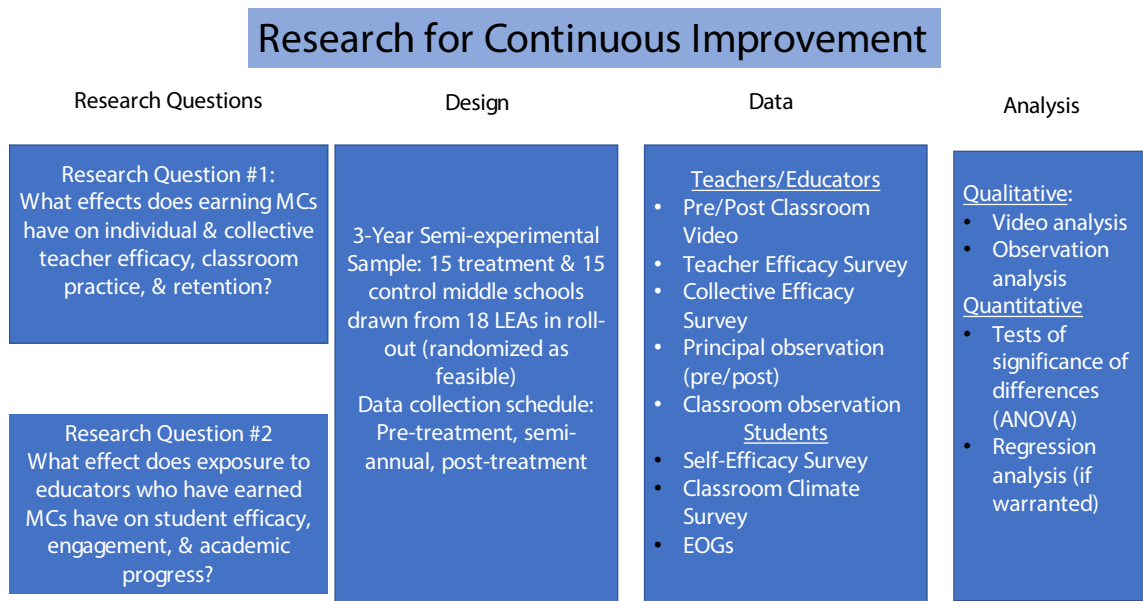 Research for Continuous Improvement
Research Questions
Design
Data
Analysis
Research Question #1:
What effects does earning MCs
have on individual & collective
teacher efficacy, classroom
practice, & retention?
Research Question #2
What effect does exposure to
educators who have earned
MCs have on student efficacy,
engagement, & academic
progress?
3-Year Semi-experimental
Sample: 15 treatment & 15
control middle schools
drawn from 18 LEAs in roll-
out (randomized as
feasible)
Data collection schedule:
Pre-treatment, semi-
annual, post-treatment
Teachers/Educators
• Pre/Post Classroom
Video
• Teacher Efficacy Survey
• Collective Efficacy
Survey
• Principal observation
(pre/post)
• Classroom observation
Students
• Self-Efficacy Survey
• Classroom Climate
Survey
• EOGs
Qualitative:
• Video analysis
• Observation
analysis
Quantitative
• Tests of
significance of
differences
(ANOVA)
• Regression
analysis (if
warranted)